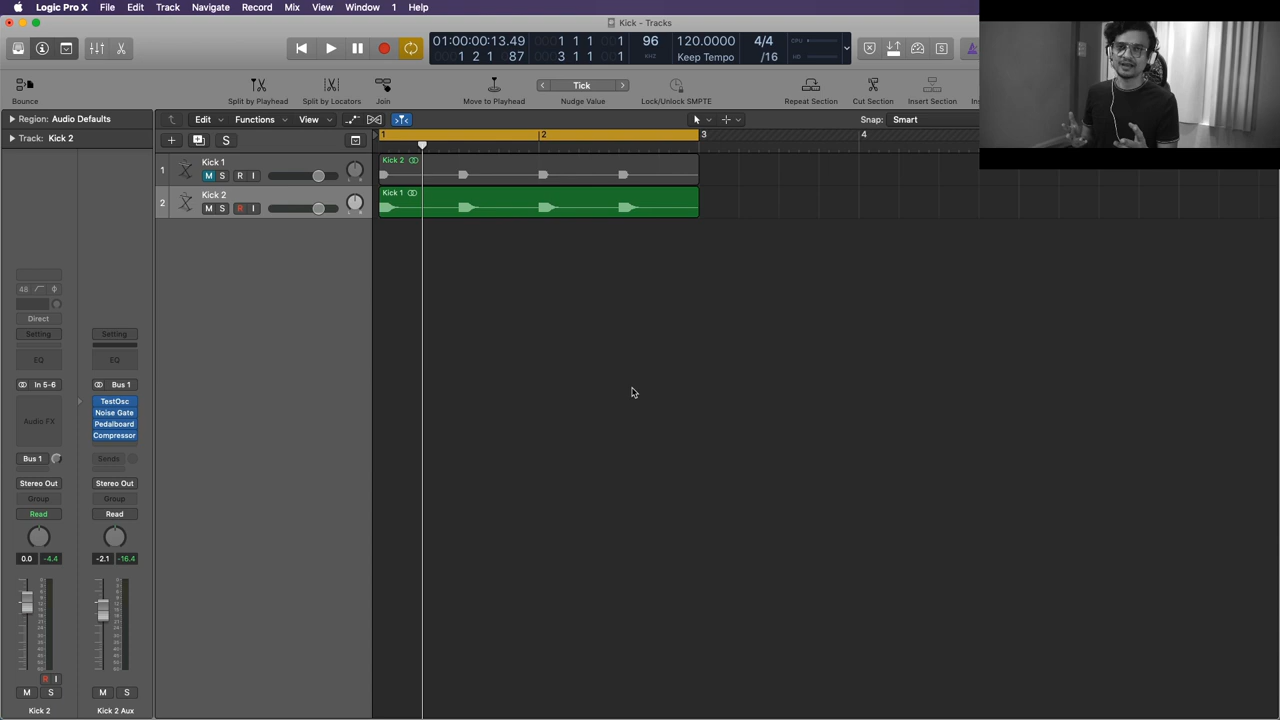 Logic Pro X File Edit Track Navigate Record Mix View Window 1 Help
Kick - Tracks
01:00:00:13.49 1 1 1 1 96 120.0000 4/4 CPU
1 2 1 87 3 1 1 1 KHZ Keep Tempo /16 HD
Bounce Split by Playhead Split by Locators Join Move to Playhead Tick Nudge Value Lock/Unlock SMPTE Repeat Section Cut Section Insert Section
Region: Audio Defaults Edit Functions View Snap: Smart
Track: Kick 2 S 1 2 3 4
1 Kick 1 Kick 2
M S R I L R
2 Kick 2 Kick 1
M S R I L R
48
Direct
Setting Setting
EQ EQ
In 5-6 Bus 1
Audio FX TestOsc
Noise Gate
Pedalboard
Compressor
Bus 1 Sends
Stereo Out Stereo Out
Group Group
Read Read
0.0 -4.4 -2.1 -16.4
R I
M S M S
Kick 2 Kick 2 Aux